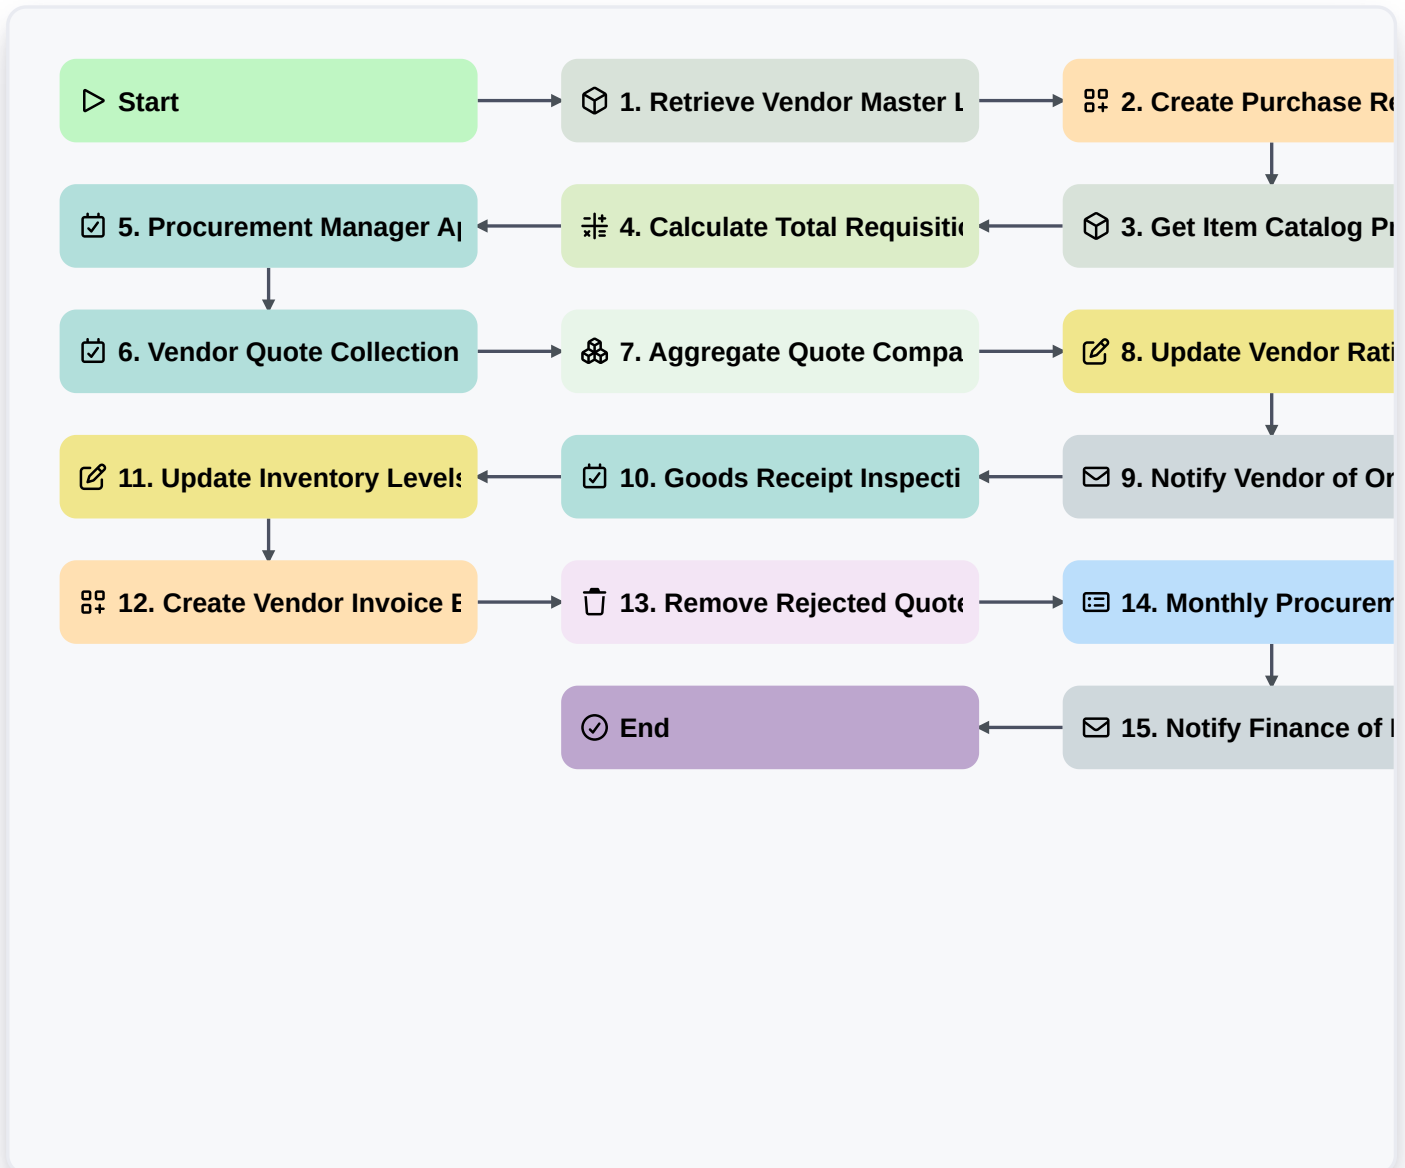 Start
1. Retrieve Vendor Master
2. Create Purchase
5. Procurement Manager
4. Calculate Total
3. Get Item Catalog
6. Vendor Quote Collection
7. Aggregate Quote
8. Update Vendor
11. Update Inventory Levels
10. Goods Receipt
9. Notify Vendor of
12. Create Vendor Invoice
13. Remove Rejected Quote
14. Monthly
End
15. Notify Finance of